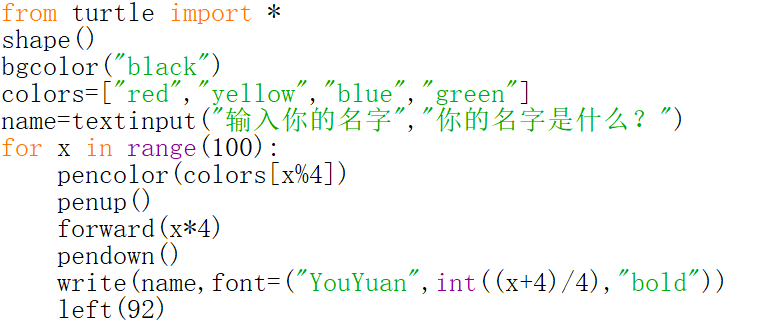 from turtle import *
shape()
bgcolor("black")
colors=["red","yellow","blue","green"]
name=textinput("输入你的名字","你的名字是什么？")
for x in range(100):
    pencolor(colors[x%4])
    penup()
    forward(x*4)
    pendown()
    write(name,font=("YouYuan",int((x+4)/4),"bold"))
    left(92)